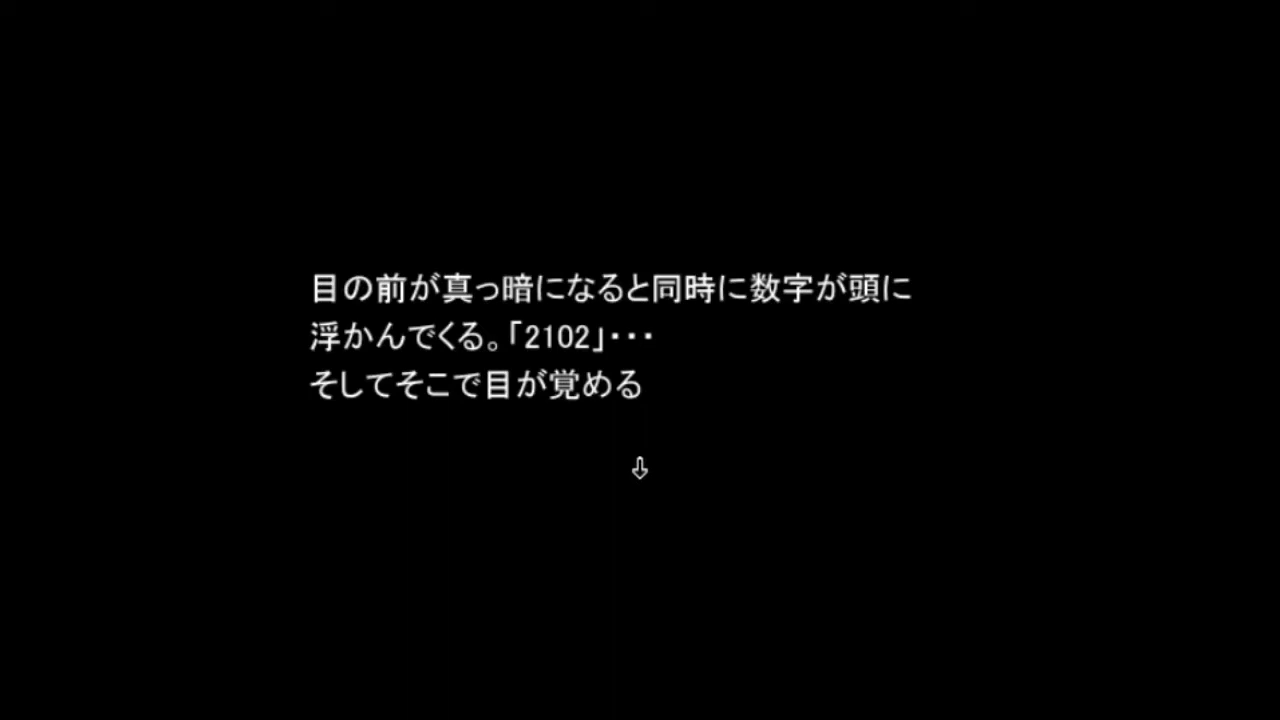 目の前が真っ暗になると同時に数字が頭に
浮かんでくる。「2102」・・・
そしてそこで目が覚める
⇩